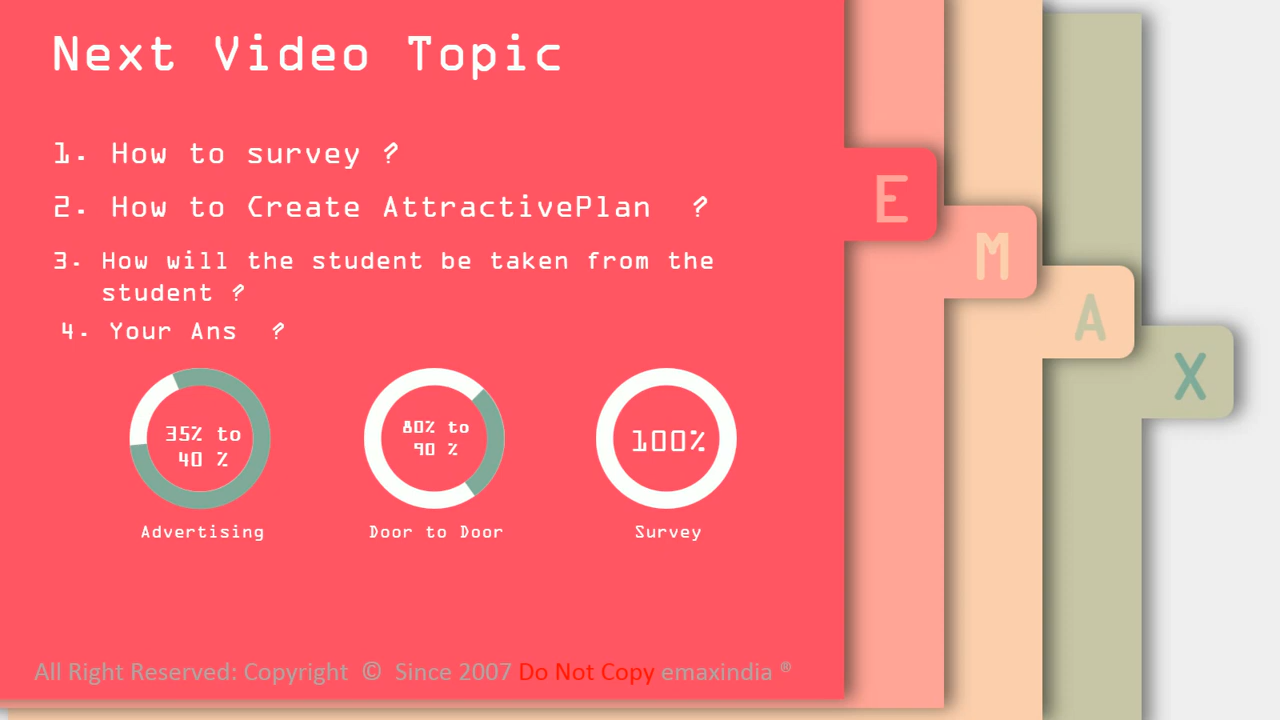 Next Video Topic
1. How to survey ?
2. How to Create AttractivePlan ?
3. How will the student be taken from the
student ?
4. Your Ans ?
35% to
40 %
80% to
90 %
100%
Advertising
Door to Door
Survey
E
M
A
X
All Right Reserved: Copyright © Since 2007 Do Not Copy emaxindia ®